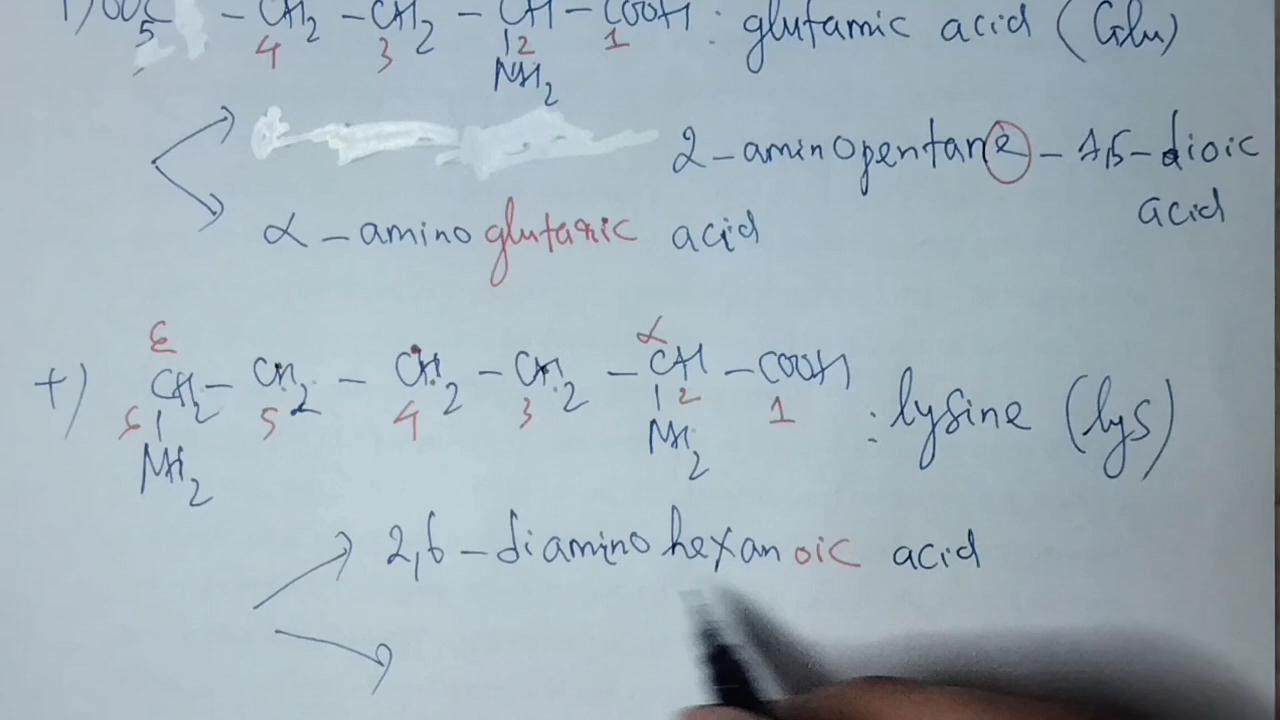 5 – CH2 – CH2 – CH – COOH : glutamic acid (Glu)
4 3 2 1
NH2
2-aminopentane-1,5-dioic
acid
α-aminoglutaric acid
ε α
+) CH2 – CH2 – CH2 – CH2 – CH – COOH : lysine (lys)
6 5 4 3 2 1
NH2 NH2
2,6-diaminohexanoic acid